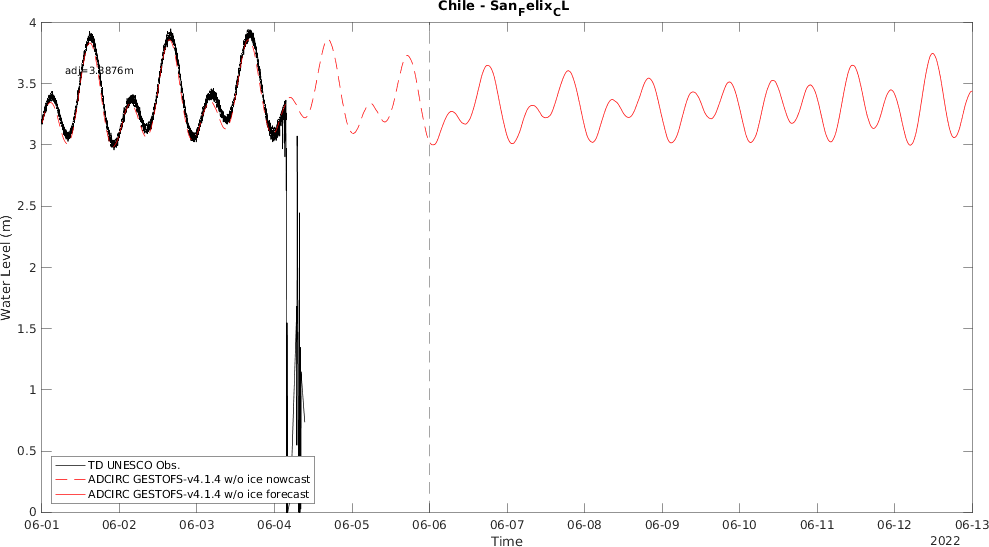 Chile - San_Felix_CL
4
3.5
3
2.5
2
1.5
1
0.5
0
Water Level (m)
TD UNESCO Obs.
ADCIRC GESTOFS-v4.1.4 w/o ice nowcast
ADCIRC GESTOFS-v4.1.4 w/o ice forecast
06-01 06-02 06-03 06-04 06-05 06-06 06-07 06-08 06-09 06-10 06-11 06-12 06-13
Time
2022